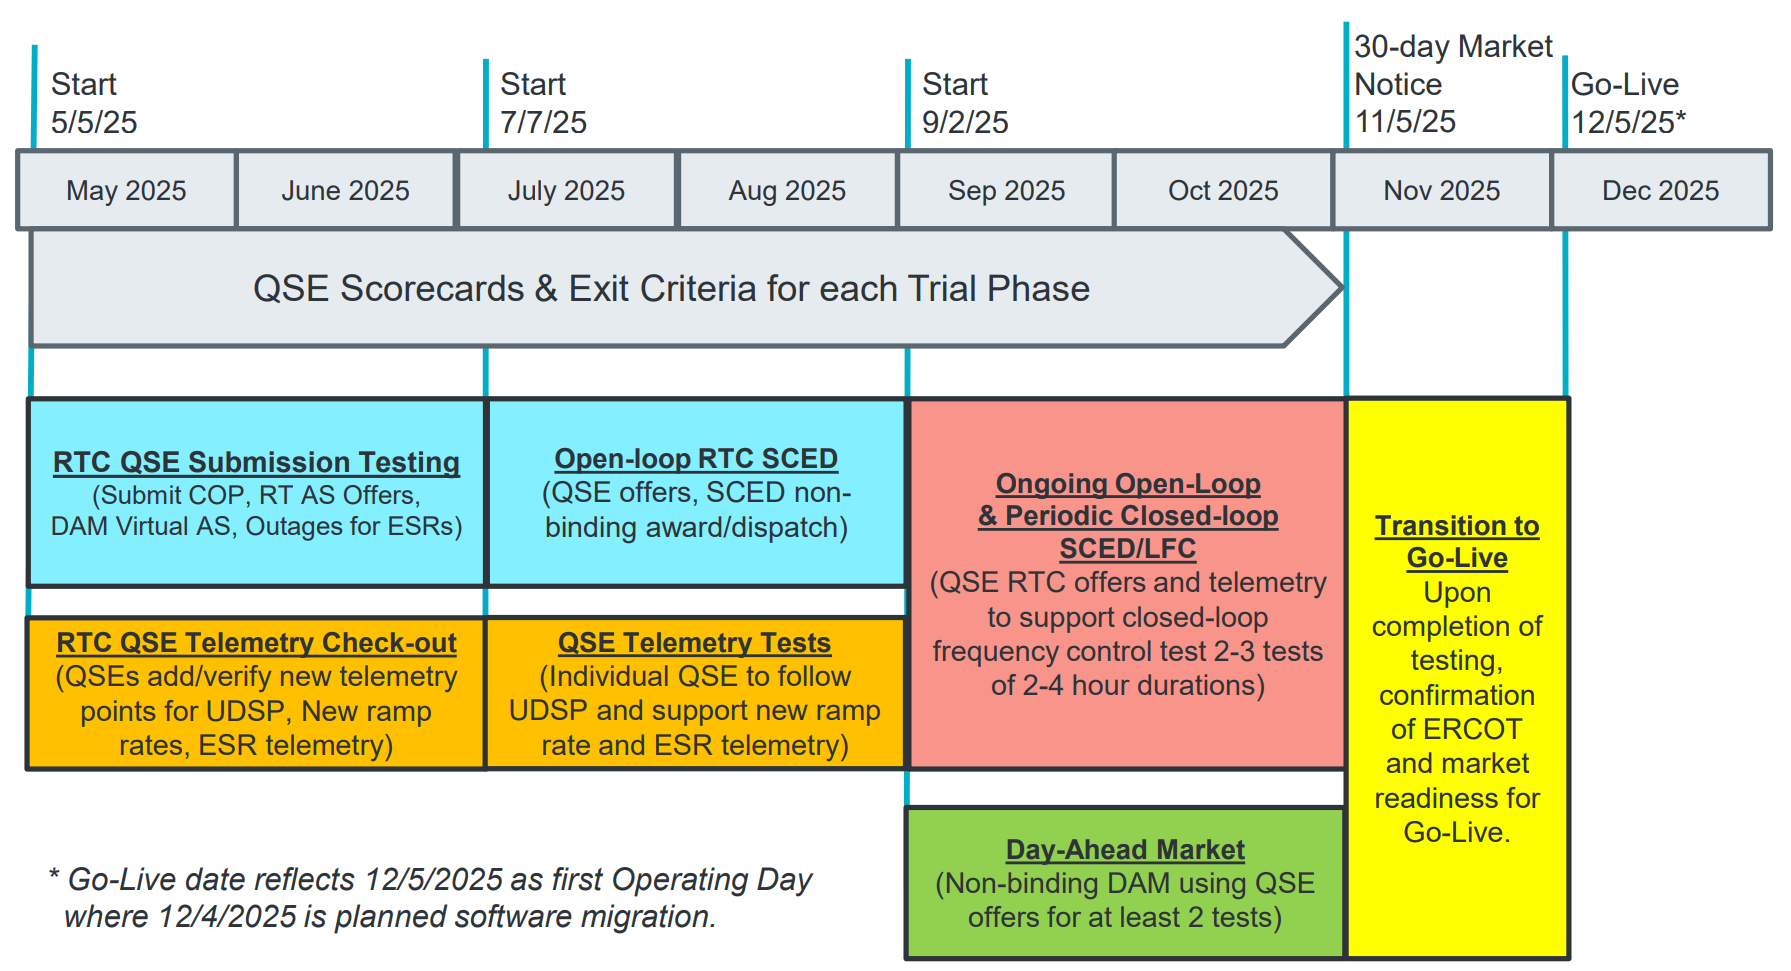 Start
5/5/25
Start
7/7/25
Start
9/2/25
30-day Market
Notice
11/5/25
Go-Live
12/5/25*
May 2025
June 2025
July 2025
Aug 2025
Sep 2025
Oct 2025
Nov 2025
Dec 2025
QSE Scorecards & Exit Criteria for each Trial Phase
RTC QSE Submission Testing
(Submit COP, RT AS Offers,
DAM Virtual AS, Outages for ESRs)
Open-loop RTC SCED
(QSE offers, SCED non-
binding award/dispatch)
RTC QSE Telemetry Check-out
(QSEs add/verify new telemetry
points for UDSP, New ramp
rates, ESR telemetry)
QSE Telemetry Tests
(Individual QSE to follow
UDSP and support new ramp
rate and ESR telemetry)
Ongoing Open-Loop
& Periodic Closed-loop
SCED/LFC
(QSE RTC offers and telemetry
to support closed-loop
frequency control test 2-3 tests
of 2-4 hour durations)
Day-Ahead Market
(Non-binding DAM using QSE
offers for at least 2 tests)
Transition to
Go-Live
Upon
completion of
testing,
confirmation
of ERCOT
and market
readiness for
Go-Live.
* Go-Live date reflects 12/5/2025 as first Operating Day
where 12/4/2025 is planned software migration.